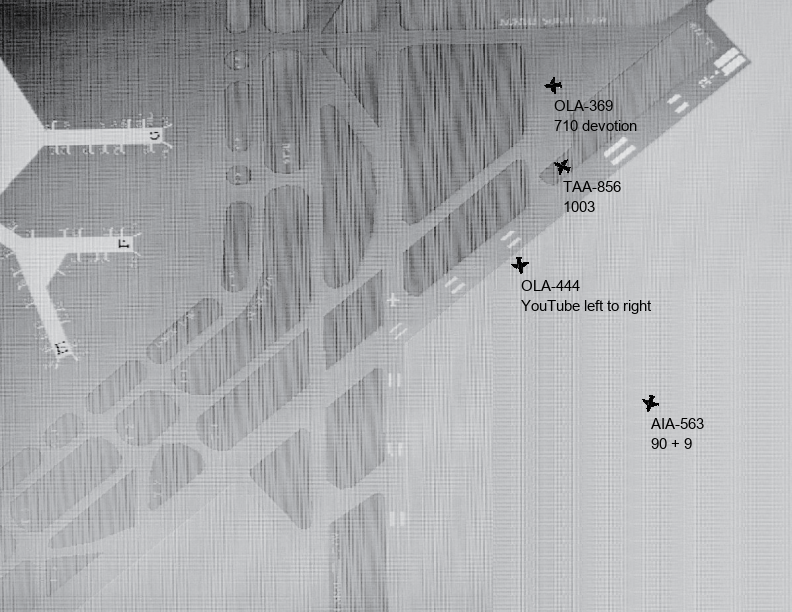 G
F
E
OLA-369
710 devotion
TAA-856
1003
OLA-444
YouTube left to right
AIA-563
90 + 9